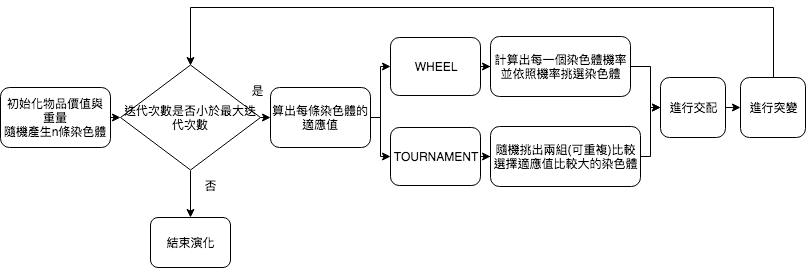 初始化物品價值與
重量
隨機產生n條染色體
迭代次數是否小於最大迭
代次數
是
否
結束演化
算出每條染色體的
適應值
WHEEL
計算出每一個染色體機率
並依照機率挑選染色體
TOURNAMENT
隨機挑出兩組(可重複)比較
選擇適應值比較大的染色體
進行交配
進行突變